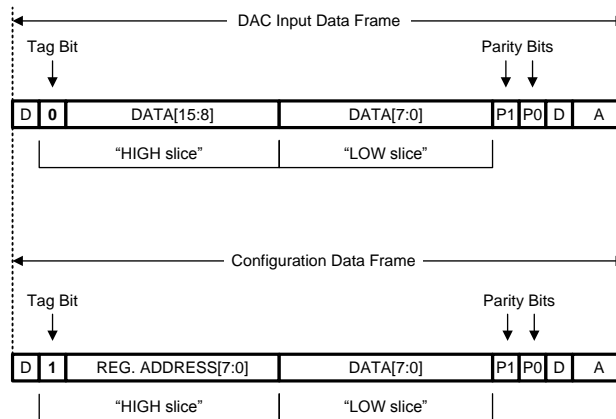 DAC Input Data Frame
Tag Bit
Parity Bits
D 0 DATA[15:8] DATA[7:0] P1 P0 D A
“HIGH slice” “LOW slice”
Configuration Data Frame
Tag Bit
Parity Bits
D 1 REG. ADDRESS[7:0] DATA[7:0] P1 P0 D A
“HIGH slice” “LOW slice”